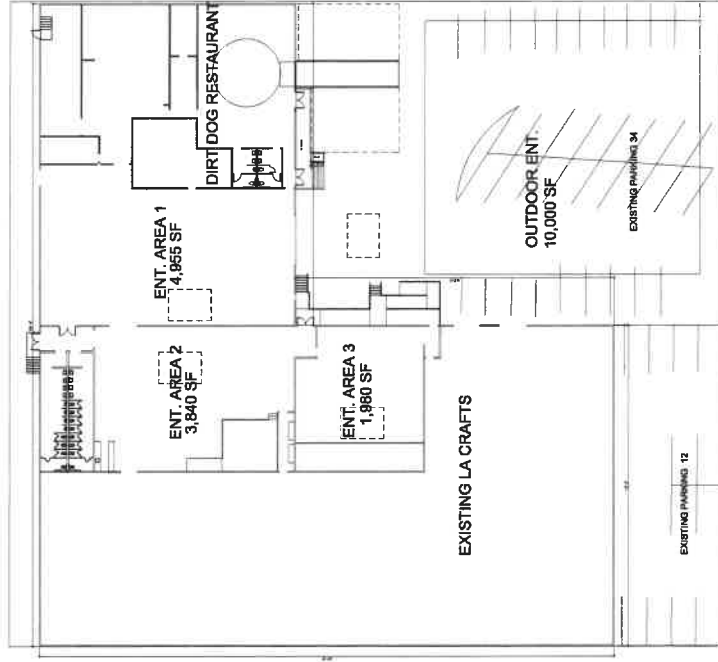 DIRT DOG RESTAURANT
ENT. AREA 1
4,955 SF
ENT. AREA 2
3,840 SF
ENT. AREA 3
1,980 SF
OUTDOOR ENT.
10,000 SF
EXISTING PARKING 34
EXISTING LA CRAFTS
EXISTING PARKING 12